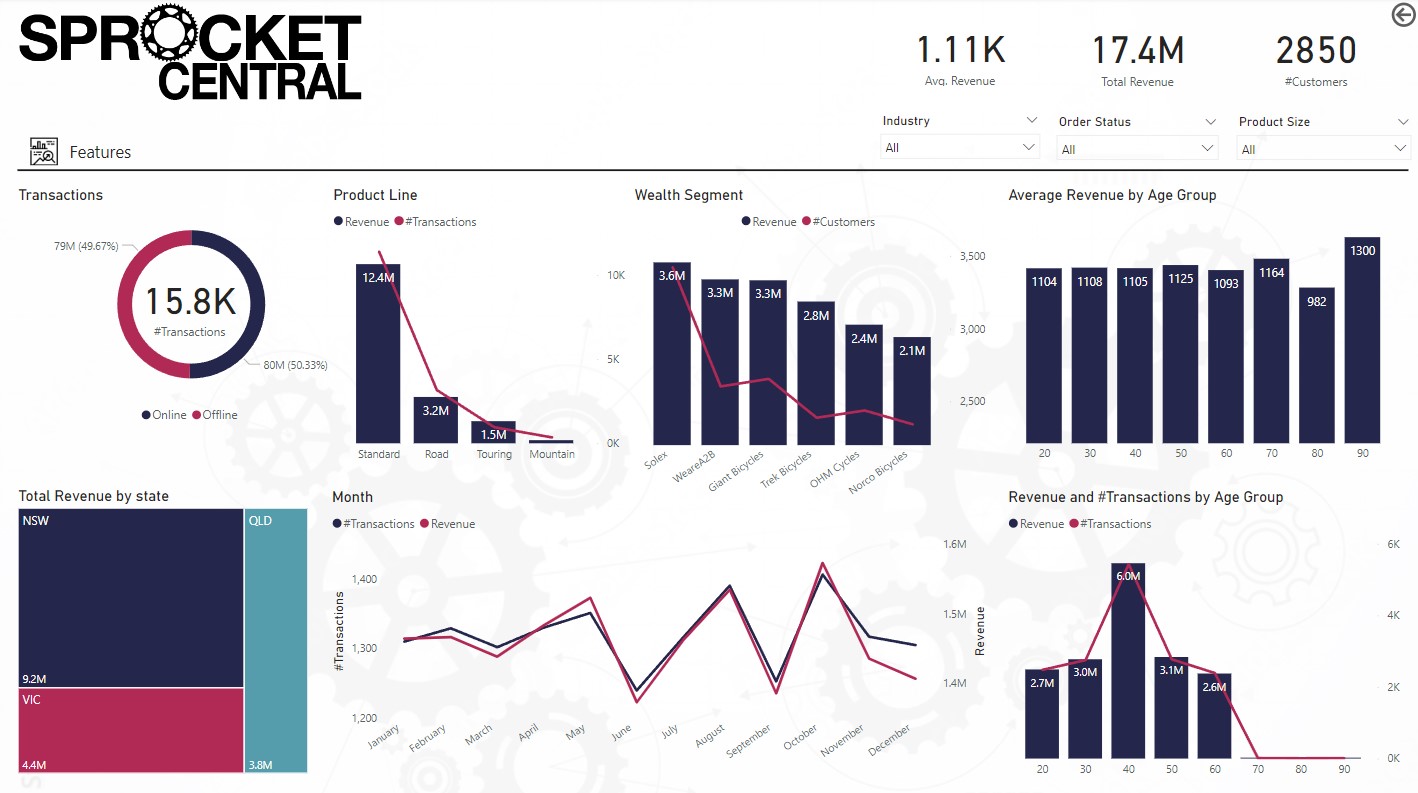 SPROCKET
CENTRAL
1.11K
Avg. Revenue
17.4M
Total Revenue
2850
#Customers
Industry
All
Order Status
All
Product Size
All
Features
Transactions
79M (49.67%)
15.8K
#Transactions
80M (50.33%)
Online Offline
Product Line
Revenue #Transactions
12.4M
3.2M
1.5M
10K
5K
0K
Standard Road Touring Mountain
Wealth Segment
Revenue #Customers
3.6M
3.3M
3.3M
2.8M
2.4M
2.1M
3,500
3,000
2,500
Solex
WeareA2B
Giant Bicycles
Trek Bicycles
OHM Cycles
Norco Bicycles
Average Revenue by Age Group
1104 1108 1105 1125 1093 1164 982 1300
20 30 40 50 60 70 80 90
Total Revenue by state
NSW
9.2M
VIC
4.4M
QLD
3.8M
Month
#Transactions Revenue
#Transactions
1,400
1,300
1,200
January
February
March
April
May
June
July
August
September
October
November
December
1.6M
1.5M
1.4M
Revenue
Revenue and #Transactions by Age Group
Revenue #Transactions
2.7M
3.0M
6.0M
3.1M
2.6M
6K
4K
2K
0K
20 30 40 50 60 70 80 90